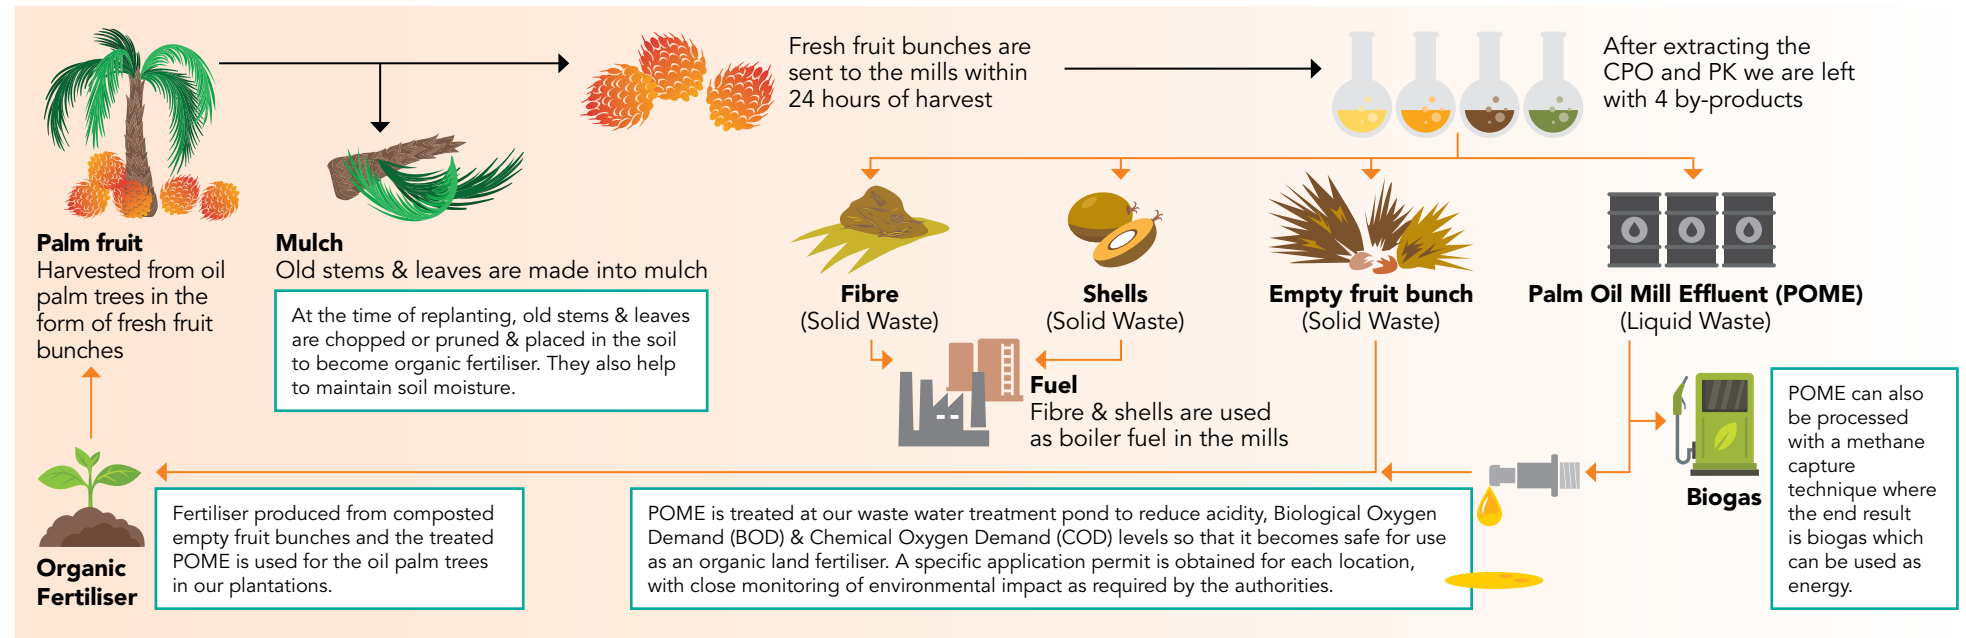 Fresh fruit bunches are
sent to the mills within
24 hours of harvest
After extracting the
CPO and PK we are left
with 4 by-products
Palm fruit
Harvested from oil
palm trees in the
form of fresh fruit
bunches
Mulch
Old stems & leaves are made into mulch
At the time of replanting, old stems & leaves
are chopped or pruned & placed in the soil
to become organic fertiliser. They also help
to maintain soil moisture.
Fibre
(Solid Waste)
Shells
(Solid Waste)
Empty fruit bunch
(Solid Waste)
Palm Oil Mill Effluent (POME)
(Liquid Waste)
Fuel
Fibre & shells are used
as boiler fuel in the mills
Biogas
POME can also
be processed
with a methane
capture
technique where
the end result
is biogas which
can be used as
energy.
Organic
Fertiliser
Fertiliser produced from composted
empty fruit bunches and the treated
POME is used for the oil palm trees
in our plantations.
POME is treated at our waste water treatment pond to reduce acidity, Biological Oxygen
Demand (BOD) & Chemical Oxygen Demand (COD) levels so that it becomes safe for use
as an organic land fertiliser. A specific application permit is obtained for each location,
with close monitoring of environmental impact as required by the authorities.